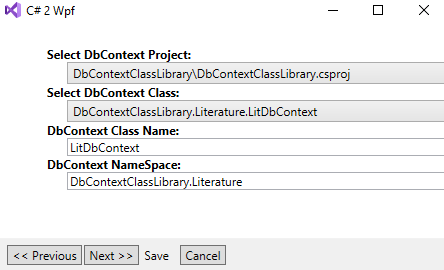 C# 2 Wpf
Select DbContext Project:
DbContextClassLibrary\DbContextClassLibrary.csproj
Select DbContext Class:
DbContextClassLibrary.Literature.LitDbContext
DbContext Class Name:
LitDbContext
DbContext NameSpace:
DbContextClassLibrary.Literature
<< Previous Next >> Save Cancel